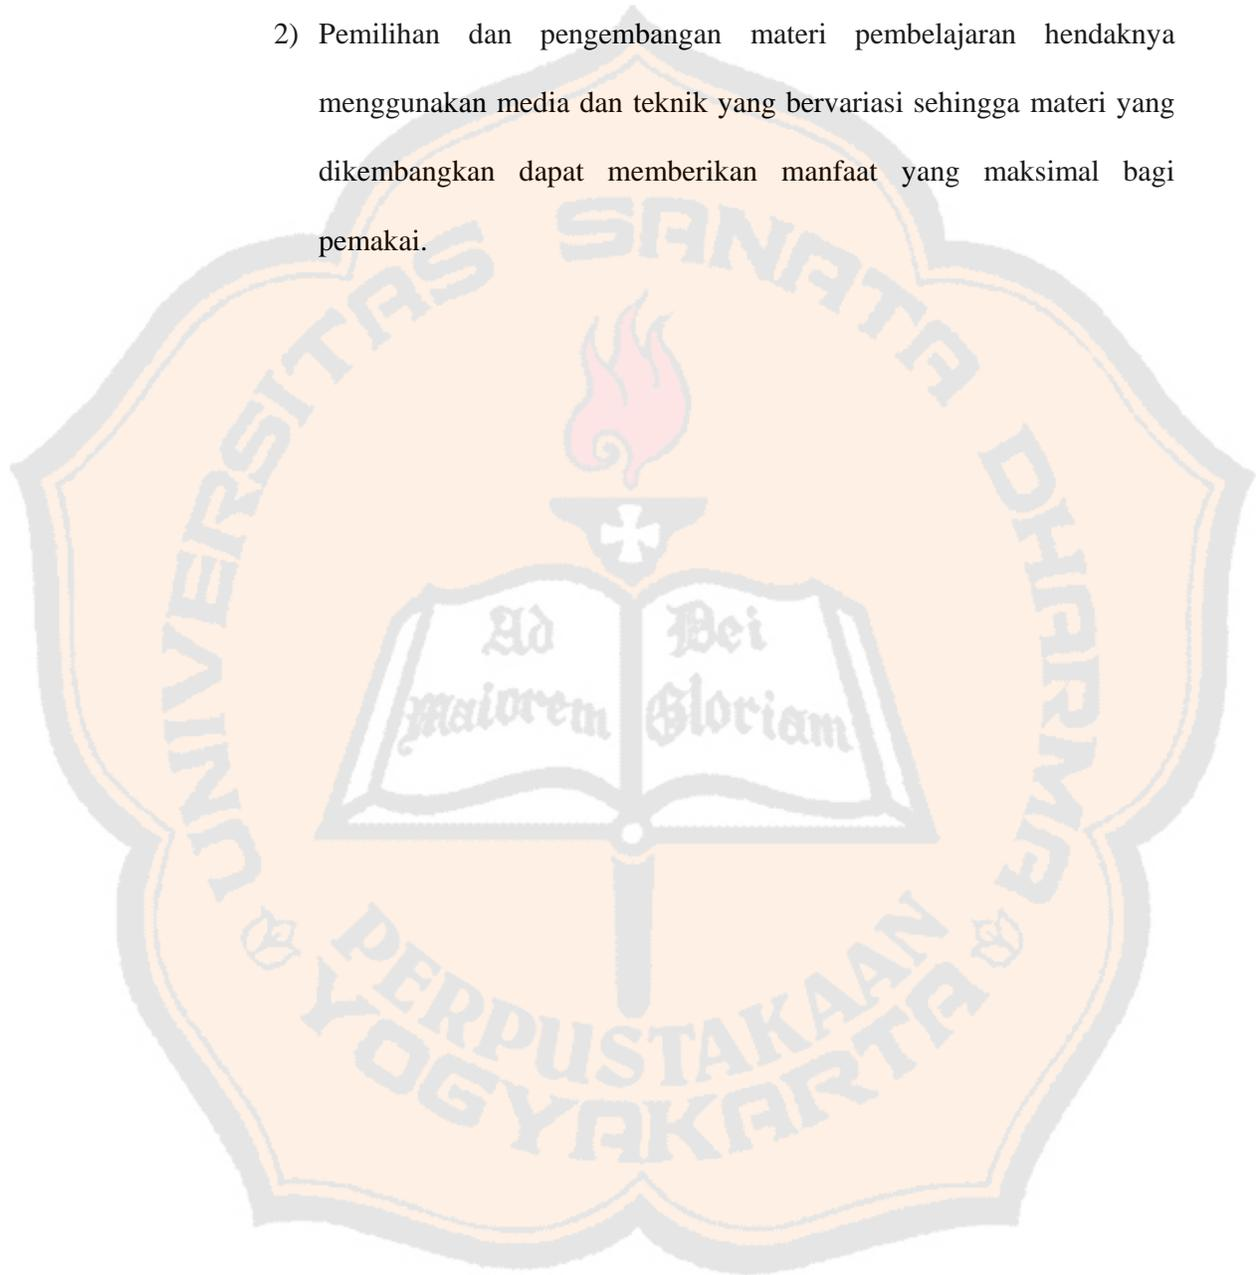 2) Pemilihan dan pengembangan materi pembelajaran hendaknya
menggunakan media dan teknik yang bervariasi sehingga materi yang
dikembangkan dapat memberikan manfaat yang maksimal bagi
pemakai.
UNIVERSITAS SANATA DHARMA
Ad
maiorem
Dei
Gloriam
PERPUSTAKAAN
YOGYAKARTA